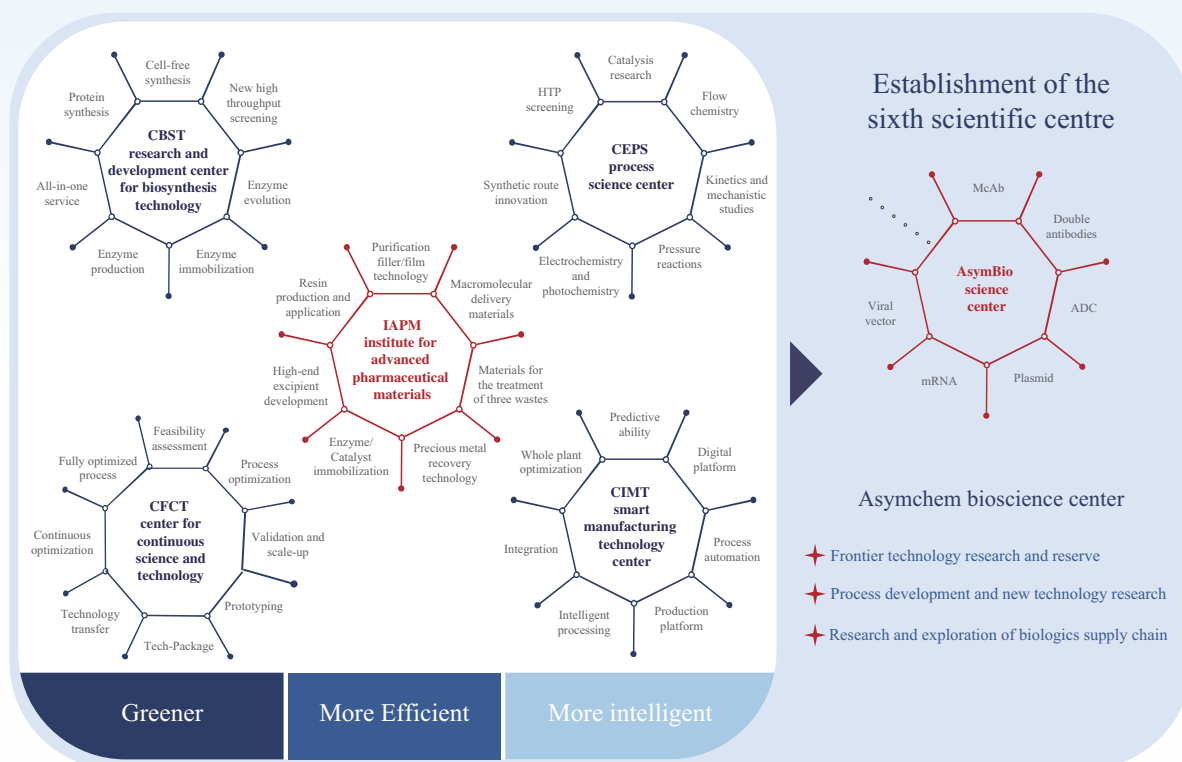 Cell-free
synthesis
New high
throughput
screening
Protein
synthesis
CBST
research and
development center
for biosynthesis
technology
All-in-one
service
Enzyme
evolution
Enzyme
production
Enzyme
immobilization
Catalysis
research
HTP
screening
Flow
chemistry
CEPS
process
science center
Synthetic route
innovation
Kinetics and
mechanistic
studies
Electrochemistry
and
photochemistry
Pressure
reactions
Purification
filler/film
technology
Resin
production and
application
Macromolecular
delivery
materials
IAPM
institute for
advanced
pharmaceutical
materials
High-end
excipient
development
Materials for
the treatment
of three wastes
Enzyme/
Catalyst
immobilization
Precious metal
recovery
technology
Feasibility
assessment
Fully optimized
process
Process
optimization
CFCT
center for
continuous
science and
technology
Continuous
optimization
Validation and
scale-up
Technology
transfer
Prototyping
Tech-Package
Predictive
ability
Whole plant
optimization
Digital
platform
CIMT
smart
manufacturing
technology
center
Integration
Process
automation
Intelligent
processing
Production
platform
Greener
More Efficient
More intelligent
Establishment of the
sixth scientific centre
McAb
Double
antibodies
AsymBio
science
center
Viral
vector
ADC
mRNA
Plasmid
Asymchem bioscience center
Frontier technology research and reserve
Process development and new technology research
Research and exploration of biologics supply chain